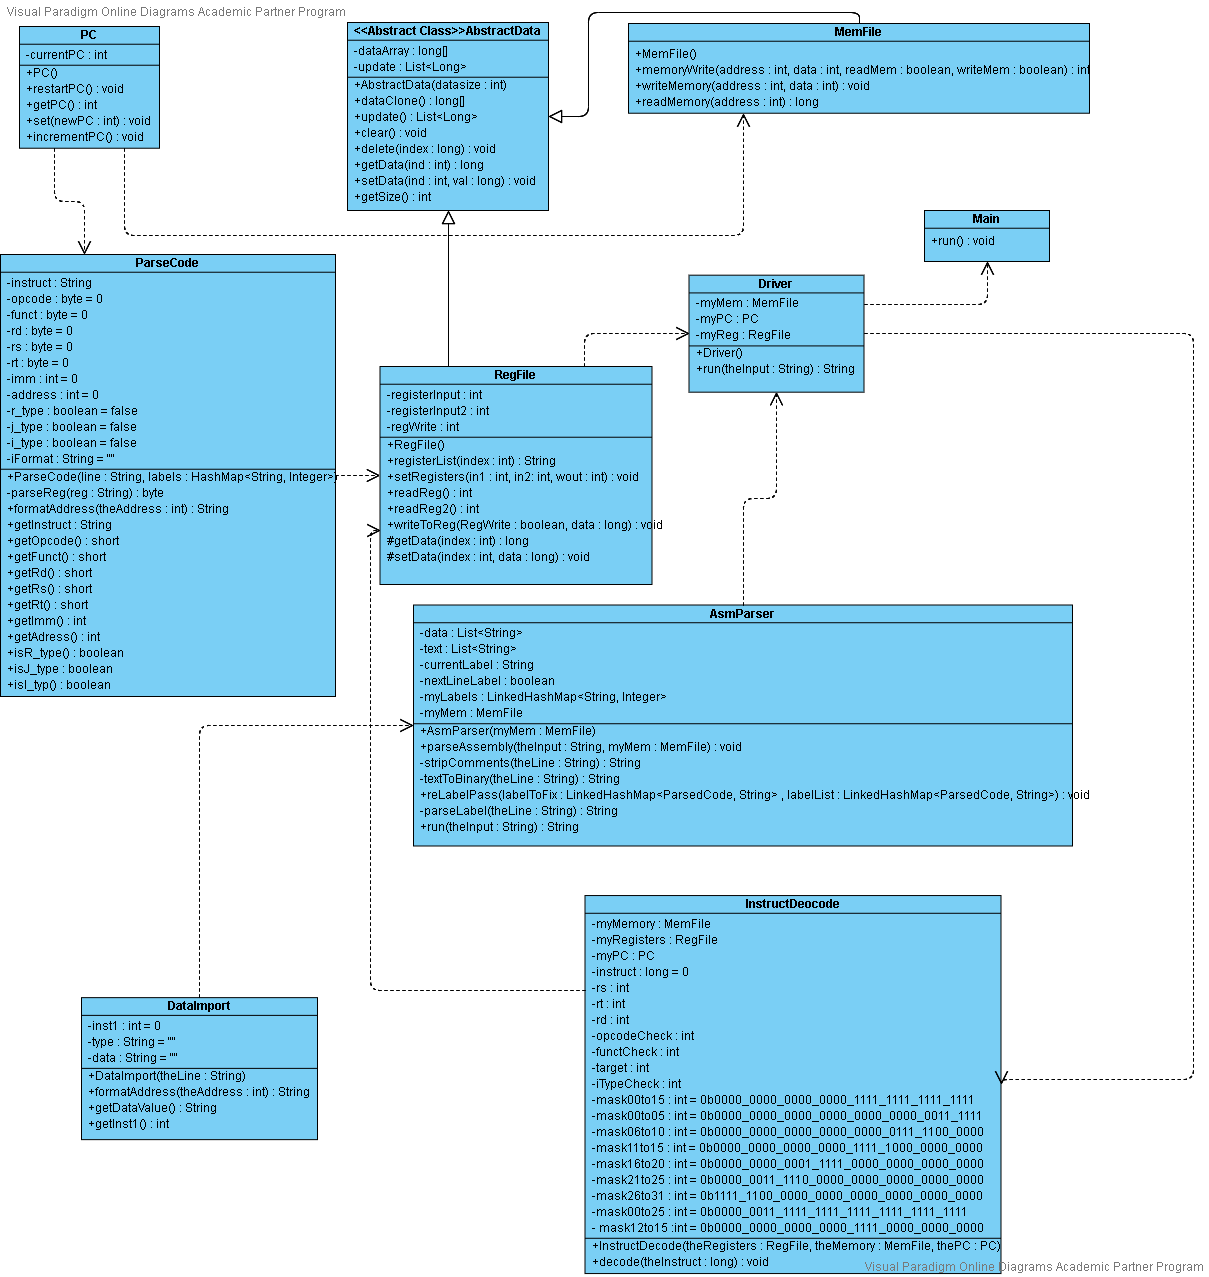 Visual Paradigm Online Diagrams Academic Partner Program
PC
-currentPC : int
+PC()
+restartPC() : void
+getPC() : int
+set(newPC : int) : void
+incrementPC() : void
<<Abstract Class>>AbstractData
-dataArray : long[]
-update : List<Long>
+AbstractData(datasize : int)
+dataClone() : long[]
+update() : List<Long>
+clear() : void
+delete(index : long) : void
+getData(ind : int) : long
+setData(ind : int, val : long) : void
+getSize() : int
MemFile
+MemFile()
+memoryWrite(address : int, data : int, readMem : boolean, writeMem : boolean) : int
+writeMemory(address : int, data : int) : void
+readMemory(address : int) : long
Main
+run() : void
ParseCode
-instruct : String
-opcode : byte = 0
-funct : byte = 0
-rd : byte = 0
-rs : byte = 0
-rt : byte = 0
-imm : int = 0
-address : int = 0
-r_type : boolean = false
-j_type : boolean = false
-i_type : boolean = false
-iFormat : String = ""
+ParseCode(line : String, labels : HashMap<String, Integer>)
-parseReg(reg : String) : byte
+formatAddress(theAddress : int) : String
+getInstruct : String
+getOpcode() : short
+getFunct() : short
+getRd() : short
+getRs() : short
+getRt() : short
+getImm() : int
+getAdress() : int
+isR_type() : boolean
+isJ_type : boolean
+isI_typ() : boolean
Driver
-myMem : MemFile
-myPC : PC
-myReg : RegFile
+Driver()
+run(theInput : String) : String
RegFile
-registerInput : int
-registerInput2 : int
-regWrite : int
+RegFile()
+registerList(index : int) : String
+setRegisters(in1 : int, in2: int, wout : int) : void
+readReg() : int
+readReg2() : int
+writeToReg(RegWrite : boolean, data : long) : void
#getData(index : int) : long
#setData(index : int, data : long) : void
AsmParser
-data : List<String>
-text : List<String>
-currentLabel : String
-nextLineLabel : boolean
-myLabels : LinkedHashMap<String, Integer>
-myMem : MemFile
+AsmParser(myMem : MemFile)
+parseAssembly(theInput : String, myMem : MemFile) : void
-stripComments(theLine : String) : String
-textToBinary(theLine : String) : String
+reLabelPass(labelToFix : LinkedHashMap<ParsedCode, String> , labelList : LinkedHashMap<ParsedCode, String>) : void
-parseLabel(theLine : String) : String
+run(theInput : String) : String
DataImport
-inst1 : int = 0
-type : String = ""
-data : String = ""
+DataImport(theLine : String)
+formatAddress(theAddress : int) : String
+getDataValue() : String
+getInst1() : int
InstructDeocode
-myMemory : MemFile
-myRegisters : RegFile
-myPC : PC
-instruct : long = 0
-rs : int
-rt : int
-rd : int
-opcodeCheck : int
-functCheck : int
-target : int
-iTypeCheck : int
-mask00to15 : int = 0b0000_0000_0000_0000_1111_1111_1111_1111
-mask00to05 : int = 0b0000_0000_0000_0000_0000_0000_0011_1111
-mask06to10 : int = 0b0000_0000_0000_0000_0000_0111_1100_0000
-mask11to15 : int = 0b0000_0000_0000_0000_1111_1000_0000_0000
-mask16to20 : int = 0b0000_0000_0001_1111_0000_0000_0000_0000
-mask21to25 : int = 0b0000_0011_1110_0000_0000_0000_0000_0000
-mask26to31 : int = 0b1111_1100_0000_0000_0000_0000_0000_0000
-mask00to25 : int = 0b0000_0011_1111_1111_1111_1111_1111_1111
- mask12to15 :int = 0b0000_0000_0000_0000_1111_0000_0000_0000
+InstructDecode(theRegisters : RegFile, theMemory : MemFile, thePC : PC)
+decode(theInstruct : long) : void
Visual Paradigm Online Diagrams Academic Partner Program